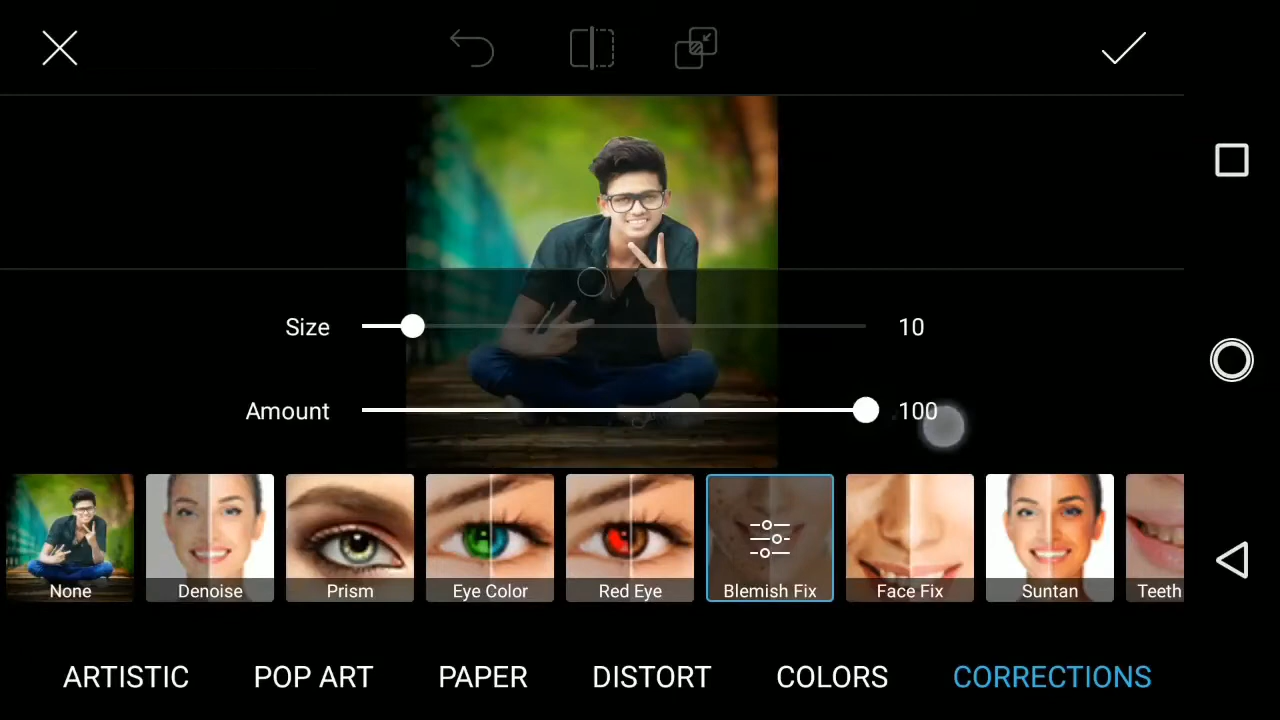 Size 10
Amount 100
None Denoise Prism Eye Color Red Eye Blemish Fix Face Fix Suntan Teeth
ARTISTIC POP ART PAPER DISTORT COLORS CORRECTIONS